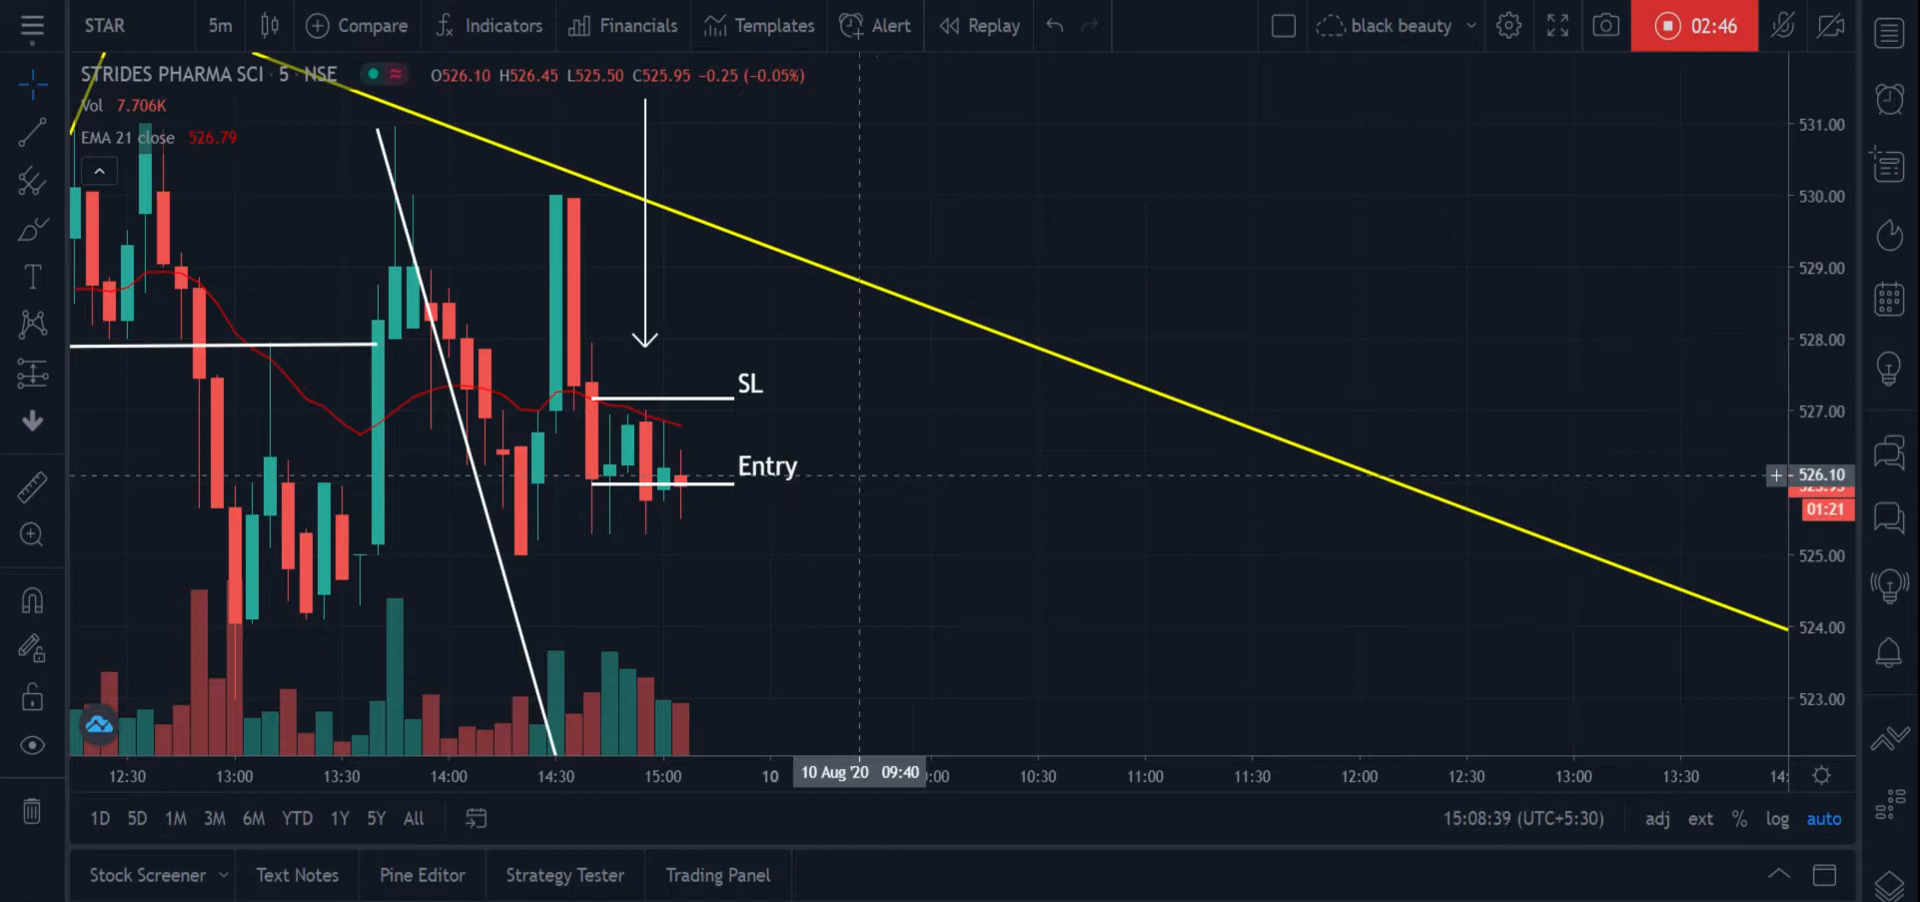 STAR 5m Compare Indicators Financials Templates Alert Replay black beauty 02:46
STRIDES PHARMA SCI · 5 · NSE O526.10 H526.45 L525.50 C525.95 −0.25 (−0.05%)
Vol 7.706K
EMA 21 close 526.79
SL
Entry
531.00
530.00
529.00
528.00
527.00
526.10
01:21
525.00
524.00
523.00
12:30 13:00 13:30 14:00 14:30 15:00 10 10 Aug '20 09:40 10:30 11:00 11:30 12:00 12:30 13:00 13:30
1D 5D 1M 3M 6M YTD 1Y 5Y All 15:08:39 (UTC+5:30) adj ext % log auto
Stock Screener Text Notes Pine Editor Strategy Tester Trading Panel